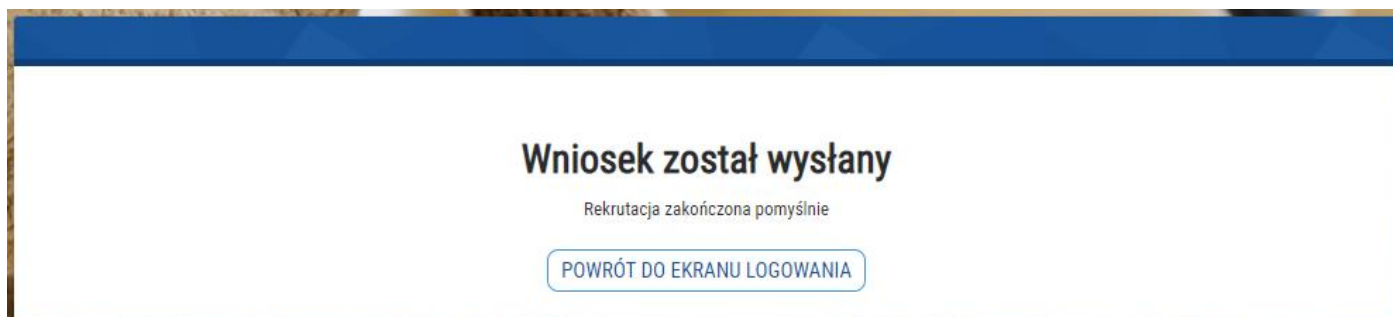 Wniosek został wysłany
Rekrutacja zakończona pomyślnie
POWRÓT DO EKRANU LOGOWANIA